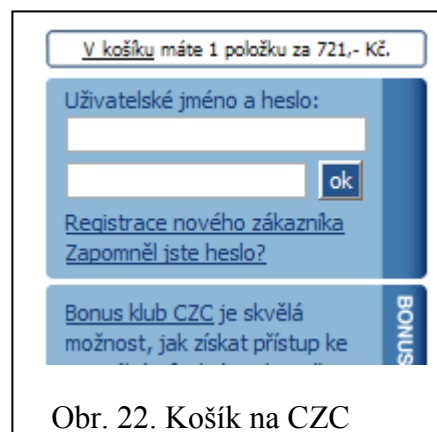 V košíku máte 1 položku za 721,- Kč.
Uživatelské jméno a heslo:
ok
Registrace nového zákazníka
Zapomněl jste heslo?
Bonus klub CZC je skvělá
možnost, jak získat přístup ke
BONUS
Obr. 22. Košík na CZC